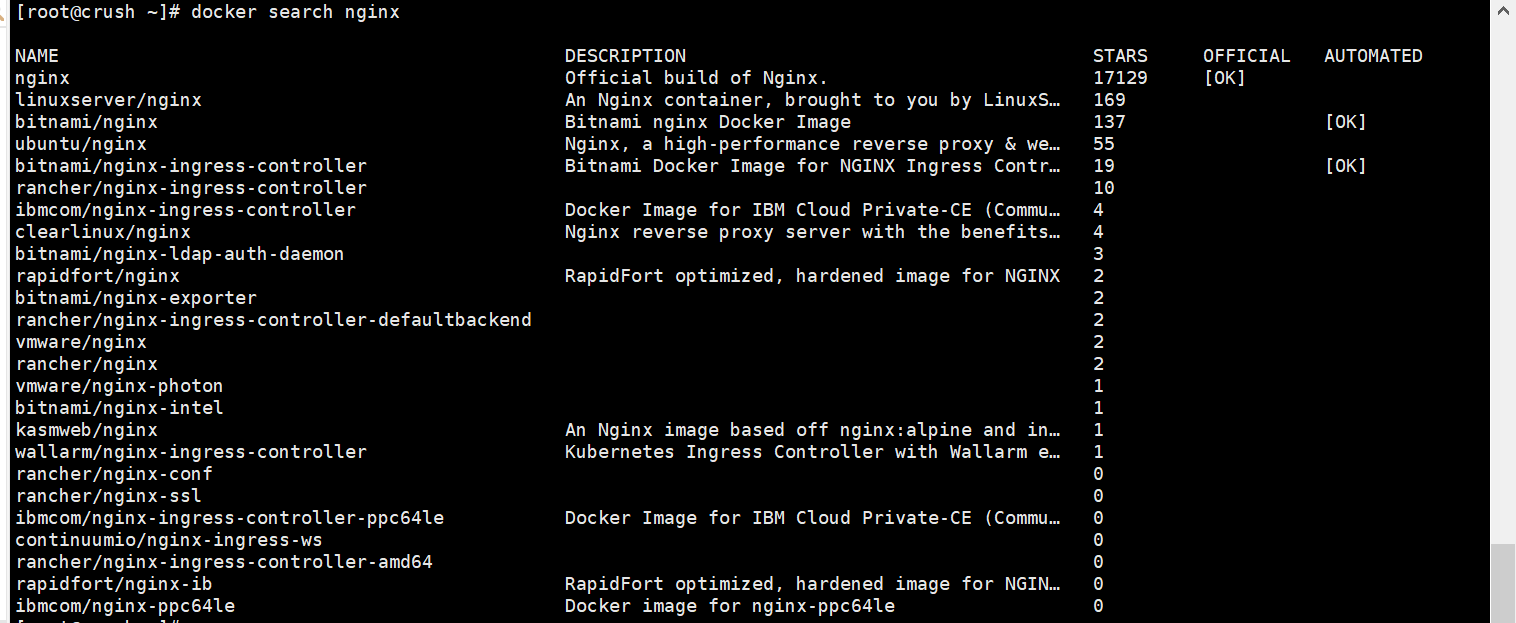 [root@crush ~]# docker search nginx
NAME DESCRIPTION STARS OFFICIAL AUTOMATED
nginx Official build of Nginx. 17129 [OK]
linuxserver/nginx An Nginx container, brought to you by LinuxS… 169
bitnami/nginx Bitnami nginx Docker Image 137 [OK]
ubuntu/nginx Nginx, a high-performance reverse proxy & we… 55
bitnami/nginx-ingress-controller Bitnami Docker Image for NGINX Ingress Contr… 19 [OK]
rancher/nginx-ingress-controller 10
ibmcom/nginx-ingress-controller Docker Image for IBM Cloud Private-CE (Commu… 4
clearlinux/nginx Nginx reverse proxy server with the benefits… 4
bitnami/nginx-ldap-auth-daemon 3
rapidfort/nginx RapidFort optimized, hardened image for NGINX 2
bitnami/nginx-exporter 2
rancher/nginx-ingress-controller-defaultbackend 2
vmware/nginx 2
rancher/nginx 2
vmware/nginx-photon 1
bitnami/nginx-intel 1
kasmweb/nginx An Nginx image based off nginx:alpine and in… 1
wallarm/nginx-ingress-controller Kubernetes Ingress Controller with Wallarm e… 1
rancher/nginx-conf 0
rancher/nginx-ssl 0
ibmcom/nginx-ingress-controller-ppc64le Docker Image for IBM Cloud Private-CE (Commu… 0
continuumio/nginx-ingress-ws 0
rancher/nginx-ingress-controller-amd64 0
rapidfort/nginx-ib RapidFort optimized, hardened image for NGIN… 0
ibmcom/nginx-ppc64le Docker image for nginx-ppc64le 0